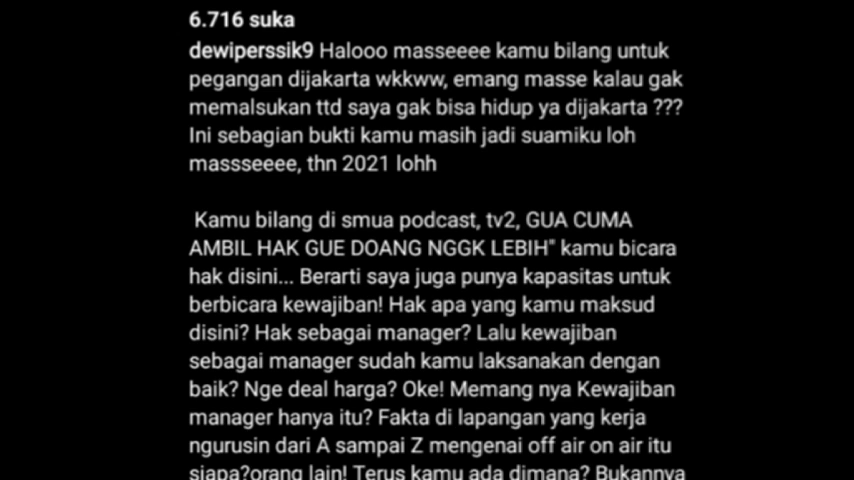 6.716 suka
dewiperssik9 Halooo masseeee kamu bilang untuk
pegangan dijakarta wkkww, emang masse kalau gak
memalsukan ttd saya gak bisa hidup ya dijakarta ???
Ini sebagian bukti kamu masih jadi suamiku loh
massseeee, thn 2021 lohh
Kamu bilang di smua podcast, tv2, GUA CUMA
AMBIL HAK GUE DOANG NGGK LEBIH" kamu bicara
hak disini... Berarti saya juga punya kapasitas untuk
berbicara kewajiban! Hak apa yang kamu maksud
disini? Hak sebagai manager? Lalu kewajiban
sebagai manager sudah kamu laksanakan dengan
baik? Nge deal harga? Oke! Memang nya Kewajiban
manager hanya itu? Fakta di lapangan yang kerja
ngurusin dari A sampai Z mengenai off air on air itu
siapa?orang lain! Terus kamu ada dimana? Bukannya